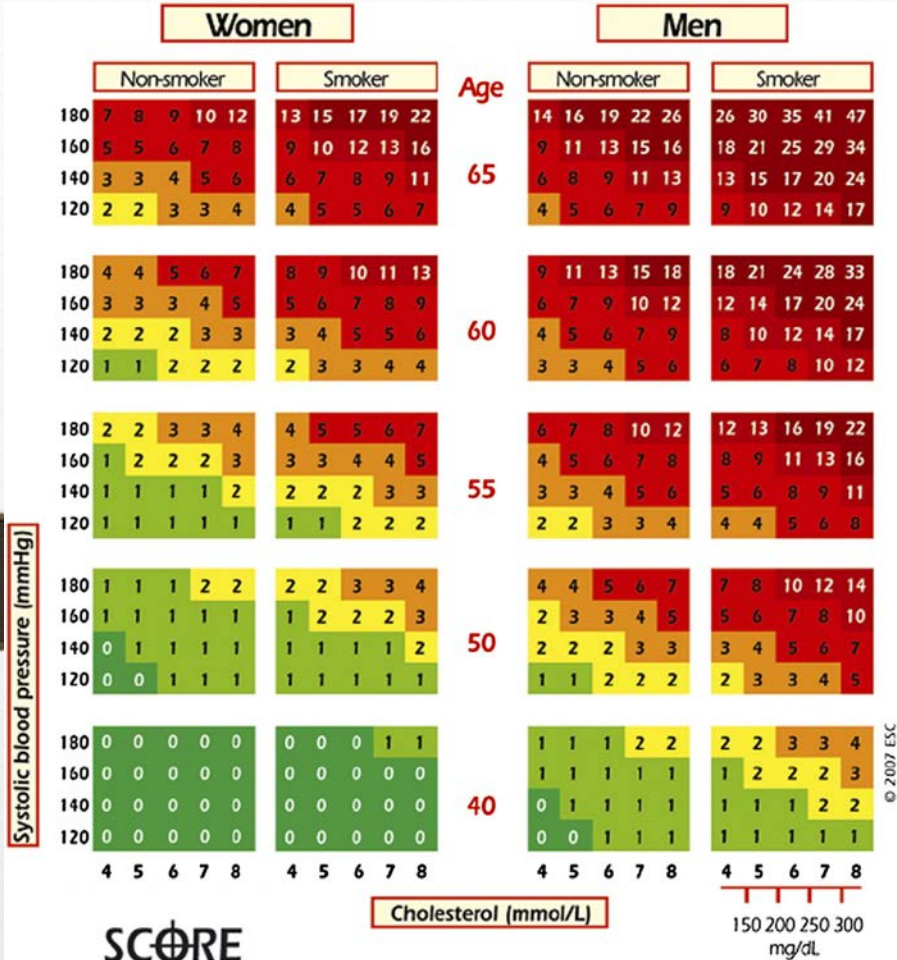 Women Men
Non-smoker Smoker Age Non-smoker Smoker
180 7 8 9 10 12 13 15 17 19 22 14 16 19 22 26 26 30 35 41 47
160 5 5 6 7 8 9 10 12 13 16 9 11 13 15 16 18 21 25 29 34
65
140 3 3 4 5 6 6 7 8 9 11 6 8 9 11 13 13 15 17 20 24
120 2 2 3 3 4 4 5 5 6 7 4 5 6 7 9 9 10 12 14 17
180 4 4 5 6 7 8 9 10 11 13 9 11 13 15 18 18 21 24 28 33
160 3 3 3 4 5 5 6 7 8 9 6 7 9 10 12 12 14 17 20 24
60
140 2 2 2 3 3 3 4 5 5 6 4 5 6 7 9 8 10 12 14 17
120 1 1 2 2 2 2 3 3 4 4 3 3 4 5 6 6 7 8 10 12
180 2 2 3 3 4 4 5 5 6 7 6 7 8 10 12 12 13 16 19 22
160 1 2 2 2 3 3 3 4 4 5 4 5 6 7 8 8 9 11 13 16
55
140 1 1 1 1 2 2 2 2 3 3 3 3 4 5 6 5 6 8 9 11
120 1 1 1 1 1 1 1 2 2 2 2 2 3 3 4 4 4 5 6 8
180 1 1 1 2 2 2 2 3 3 4 4 4 5 6 7 7 8 10 12 14
160 1 1 1 1 1 1 2 2 2 3 2 3 3 4 5 5 6 7 8 10
50
140 0 1 1 1 1 1 1 1 1 2 2 2 2 3 3 3 4 5 6 7
120 0 0 1 1 1 1 1 1 1 1 1 1 2 2 2 2 3 3 4 5
180 0 0 0 0 0 0 0 0 1 1 1 1 1 2 2 2 2 3 3 4
160 0 0 0 0 0 0 0 0 0 0 1 1 1 1 1 1 2 2 2 3
40
140 0 0 0 0 0 0 0 0 0 0 0 1 1 1 1 1 1 1 2 2
120 0 0 0 0 0 0 0 0 0 0 0 0 1 1 1 1 1 1 1 1
4 5 6 7 8 4 5 6 7 8 4 5 6 7 8 4 5 6 7 8
Systolic blood pressure (mmHg)
© 2007 ESC
Cholesterol (mmol/L)
150 200 250 300
mg/dL
SCORE